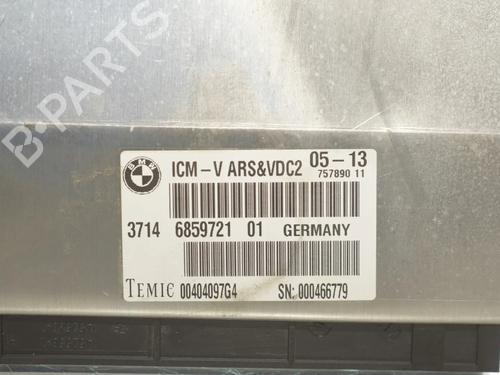 B-PARTS
BMW
ICM-V ARS&VDC2 05-13
757890 11
3714 6859721 01 GERMANY
TEMIC 00404097G4 SN: 000466779